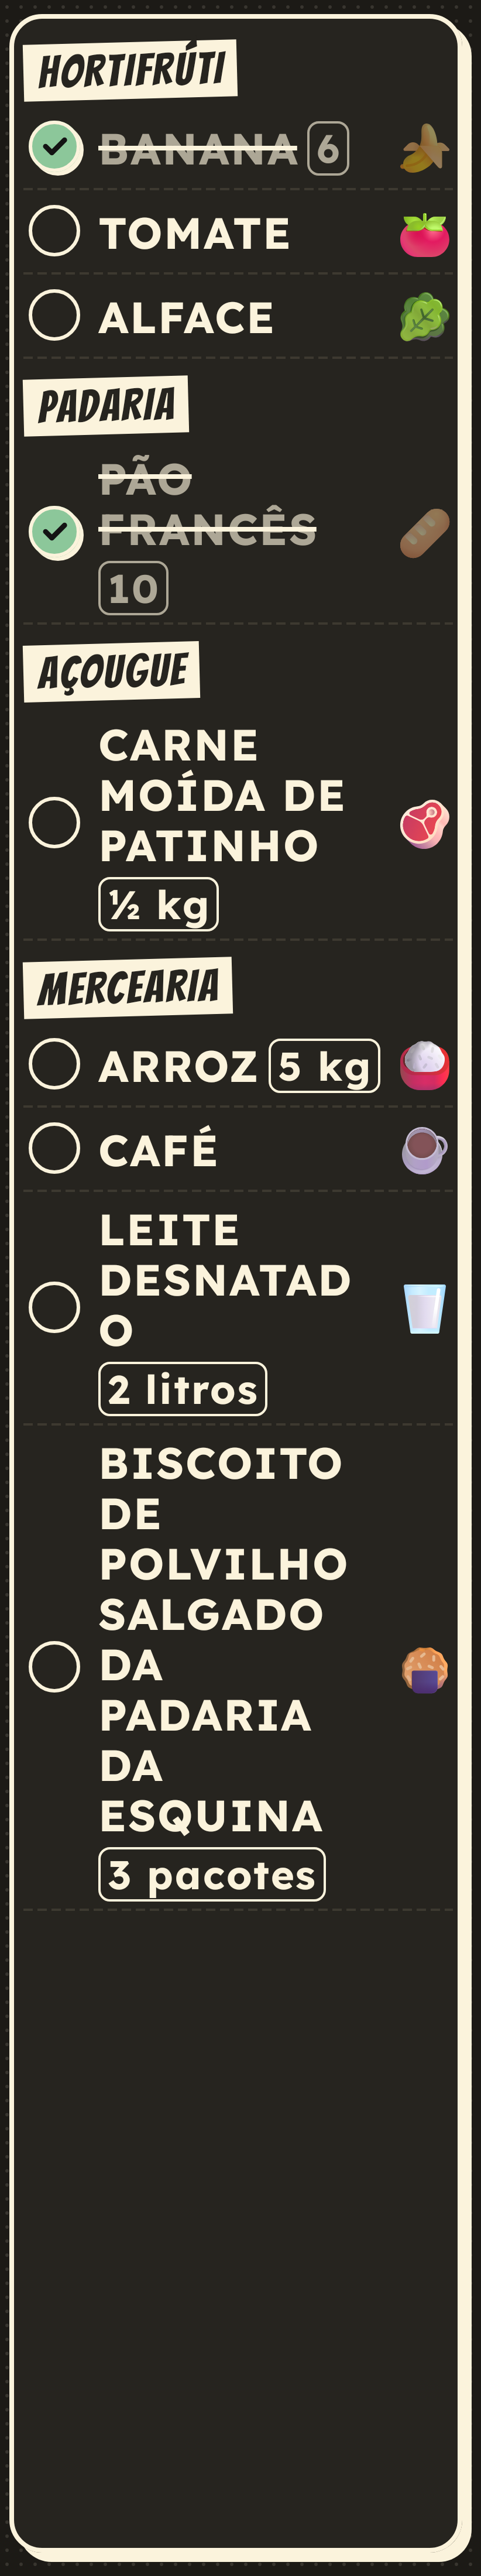 HORTIFRÚTI
BANANA 6
TOMATE
ALFACE
PADARIA
PÃO
FRANCÊS
10
AÇOUGUE
CARNE
MOÍDA DE
PATINHO
½ kg
MERCEARIA
ARROZ 5 kg
CAFÉ
LEITE
DESNATAD
O
2 litros
BISCOITO
DE
POLVILHO
SALGADO
DA
PADARIA
DA
ESQUINA
3 pacotes